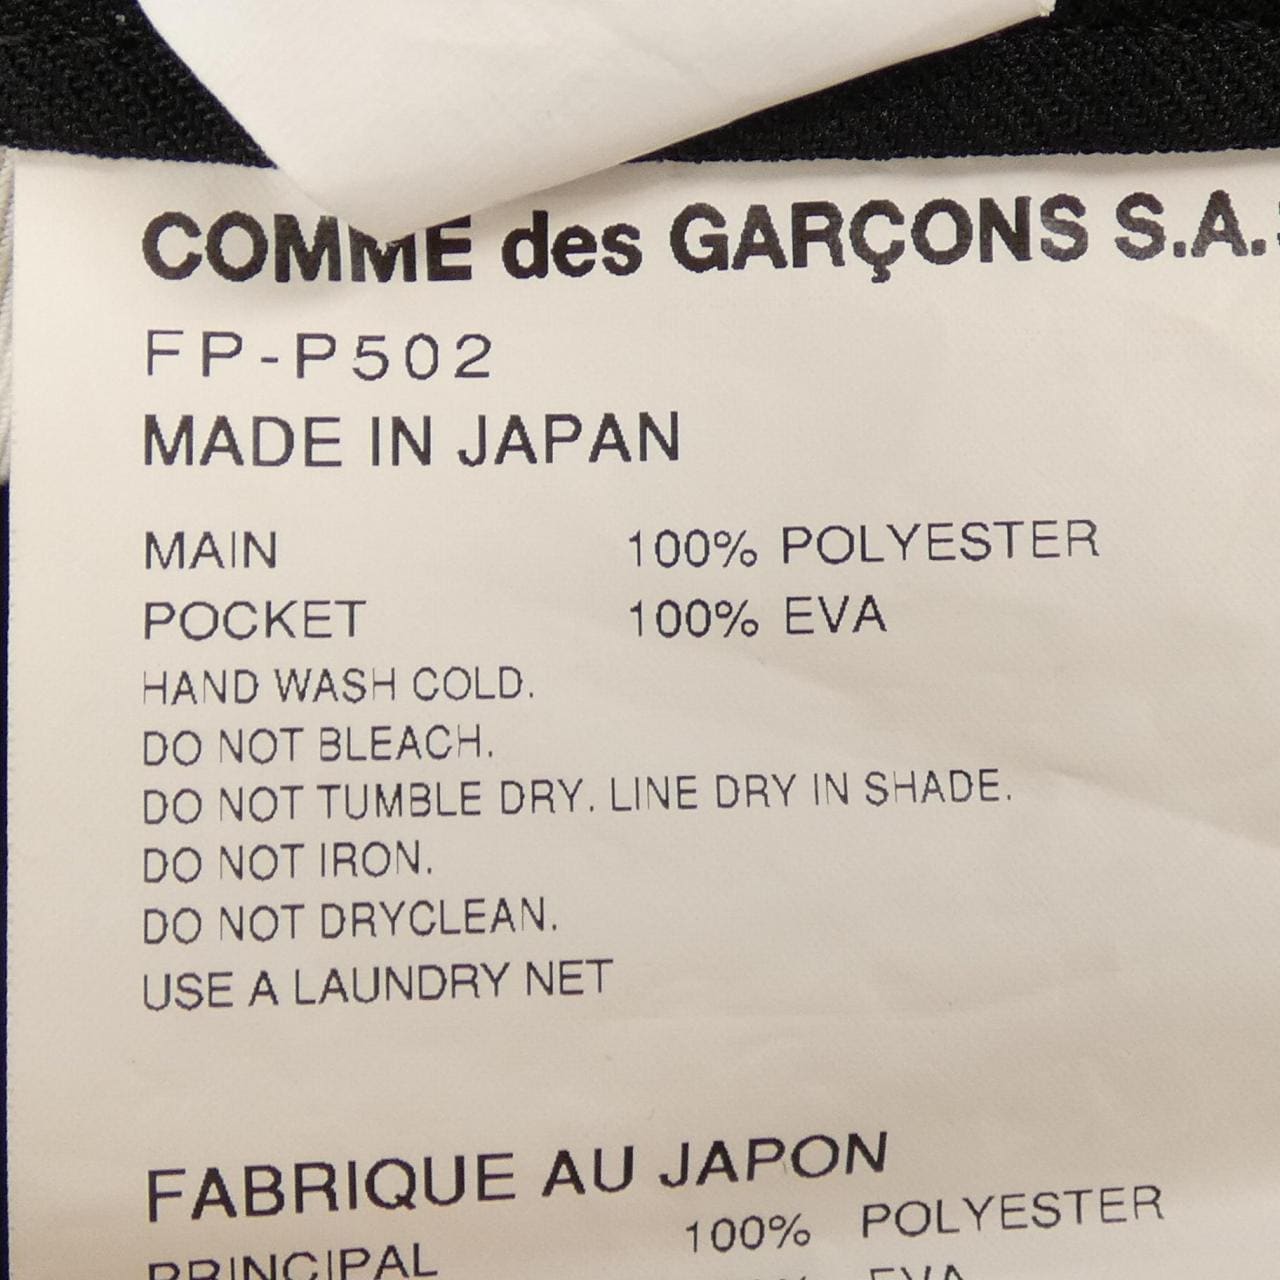 COMME des GARÇONS S.A.
FP-P502
MADE IN JAPAN
MAIN 100% POLYESTER
POCKET 100% EVA
HAND WASH COLD.
DO NOT BLEACH.
DO NOT TUMBLE DRY. LINE DRY IN SHADE.
DO NOT IRON.
DO NOT DRYCLEAN.
USE A LAUNDRY NET
FABRIQUE AU JAPON
PRINCIPAL 100% POLYESTER
EVA